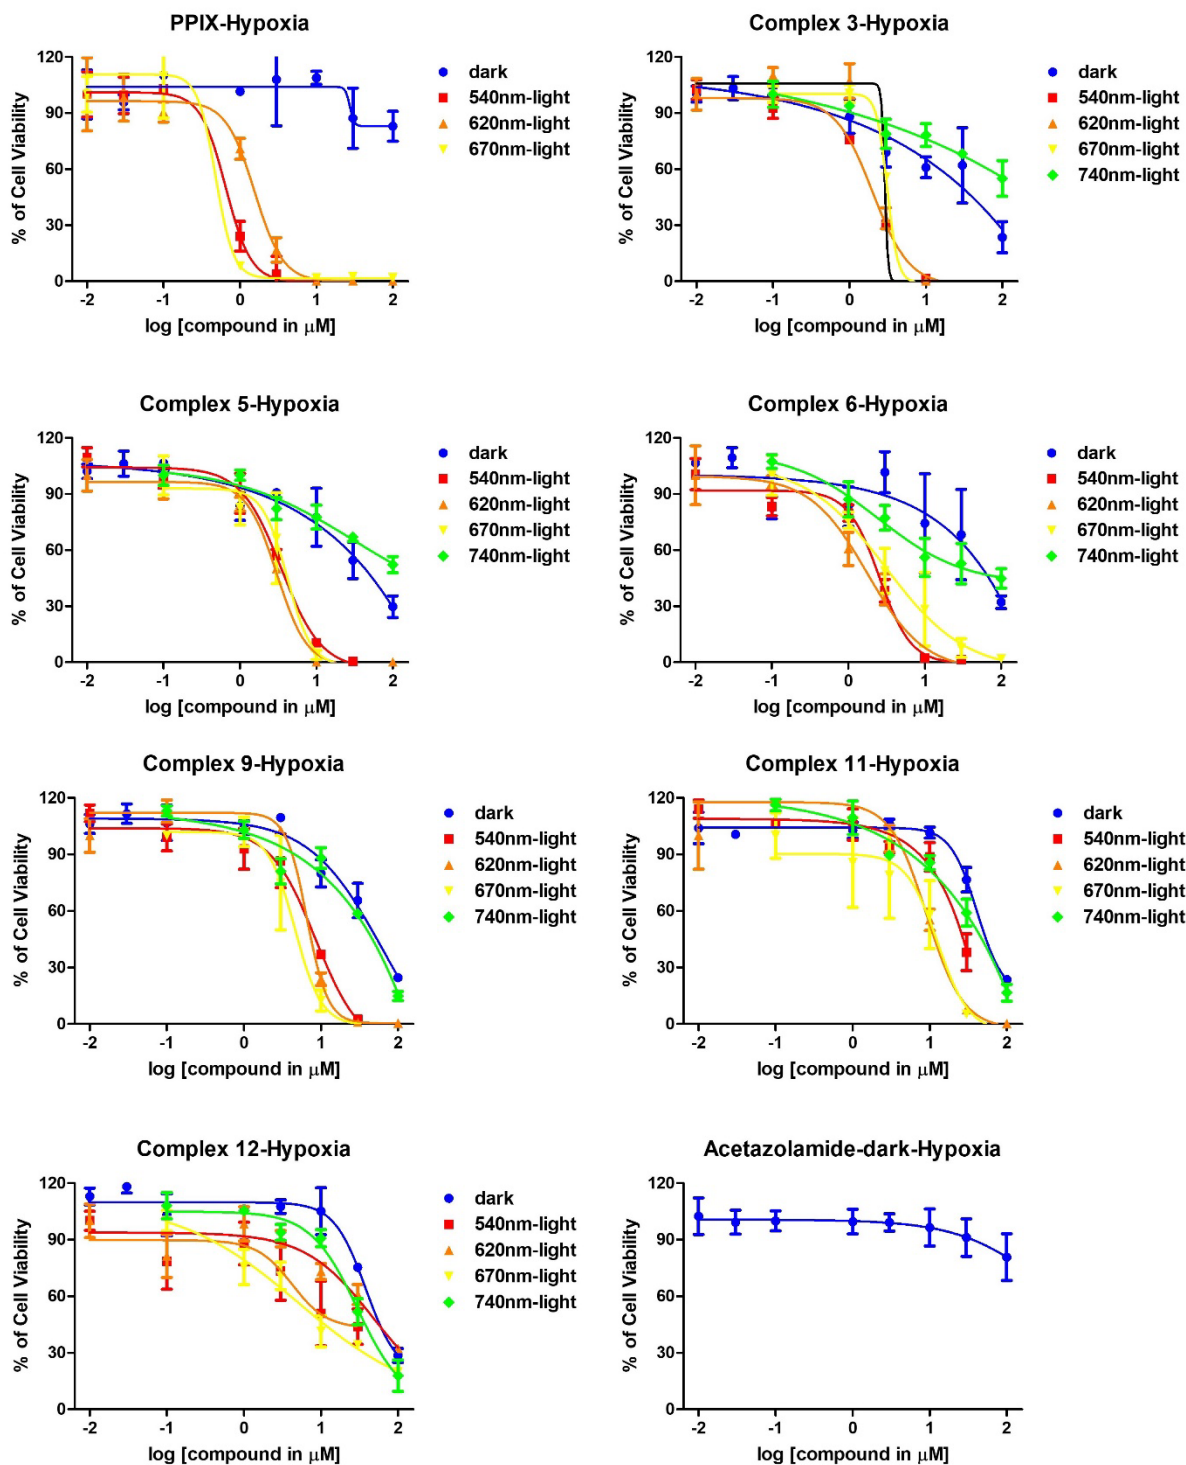 PPIX-Hypoxia
% of Cell Viability
120
90
60
30
0
-2 -1 0 1 2
log [compound in μM]
dark
540nm-light
620nm-light
670nm-light
Complex 3-Hypoxia
% of Cell Viability
120
90
60
30
0
-2 -1 0 1 2
log [compound in μM]
dark
540nm-light
620nm-light
670nm-light
740nm-light
Complex 5-Hypoxia
% of Cell Viability
120
90
60
30
0
-2 -1 0 1 2
log [compound in μM]
dark
540nm-light
620nm-light
670nm-light
740nm-light
Complex 6-Hypoxia
% of Cell Viability
120
90
60
30
0
-2 -1 0 1 2
log [compound in μM]
dark
540nm-light
620nm-light
670nm-light
740nm-light
Complex 9-Hypoxia
% of Cell Viability
120
90
60
30
0
-2 -1 0 1 2
log [compound in μM]
dark
540nm-light
620nm-light
670nm-light
740nm-light
Complex 11-Hypoxia
% of Cell Viability
120
90
60
30
0
-2 -1 0 1 2
log [compound in μM]
dark
540nm-light
620nm-light
670nm-light
740nm-light
Complex 12-Hypoxia
% of Cell Viability
120
90
60
30
0
-2 -1 0 1 2
log [compound in μM]
dark
540nm-light
620nm-light
670nm-light
740nm-light
Acetazolamide-dark-Hypoxia
% of Cell Viability
120
90
60
30
0
-2 -1 0 1 2
log [compound in μM]